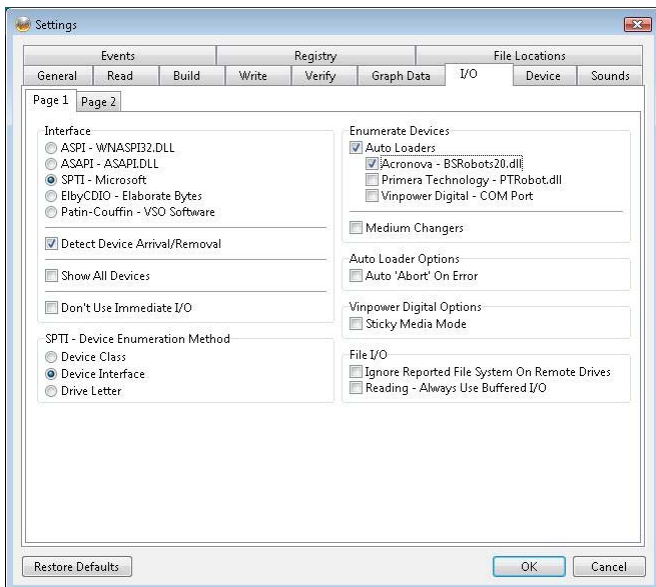 Settings
Events Registry File Locations
General Read Build Write Verify Graph Data I/O Device Sounds
Page 1 Page 2
Interface
ASPI - WNASPI32.DLL
ASAPI - ASAPI.DLL
SPTI - Microsoft
ElbyCDIO - Elaborate Bytes
Patin-Couffin - VSO Software
Detect Device Arrival/Removal
Show All Devices
Don't Use Immediate I/O
SPTI - Device Enumeration Method
Device Class
Device Interface
Drive Letter
Enumerate Devices
Auto Loaders
Acronova - BSRobots20.dll
Primera Technology - PTRobot.dll
Vinpower Digital - COM Port
Medium Changers
Auto Loader Options
Auto 'Abort' On Error
Vinpower Digital Options
Sticky Media Mode
File I/O
Ignore Reported File System On Remote Drives
Reading - Always Use Buffered I/O
Restore Defaults OK Cancel